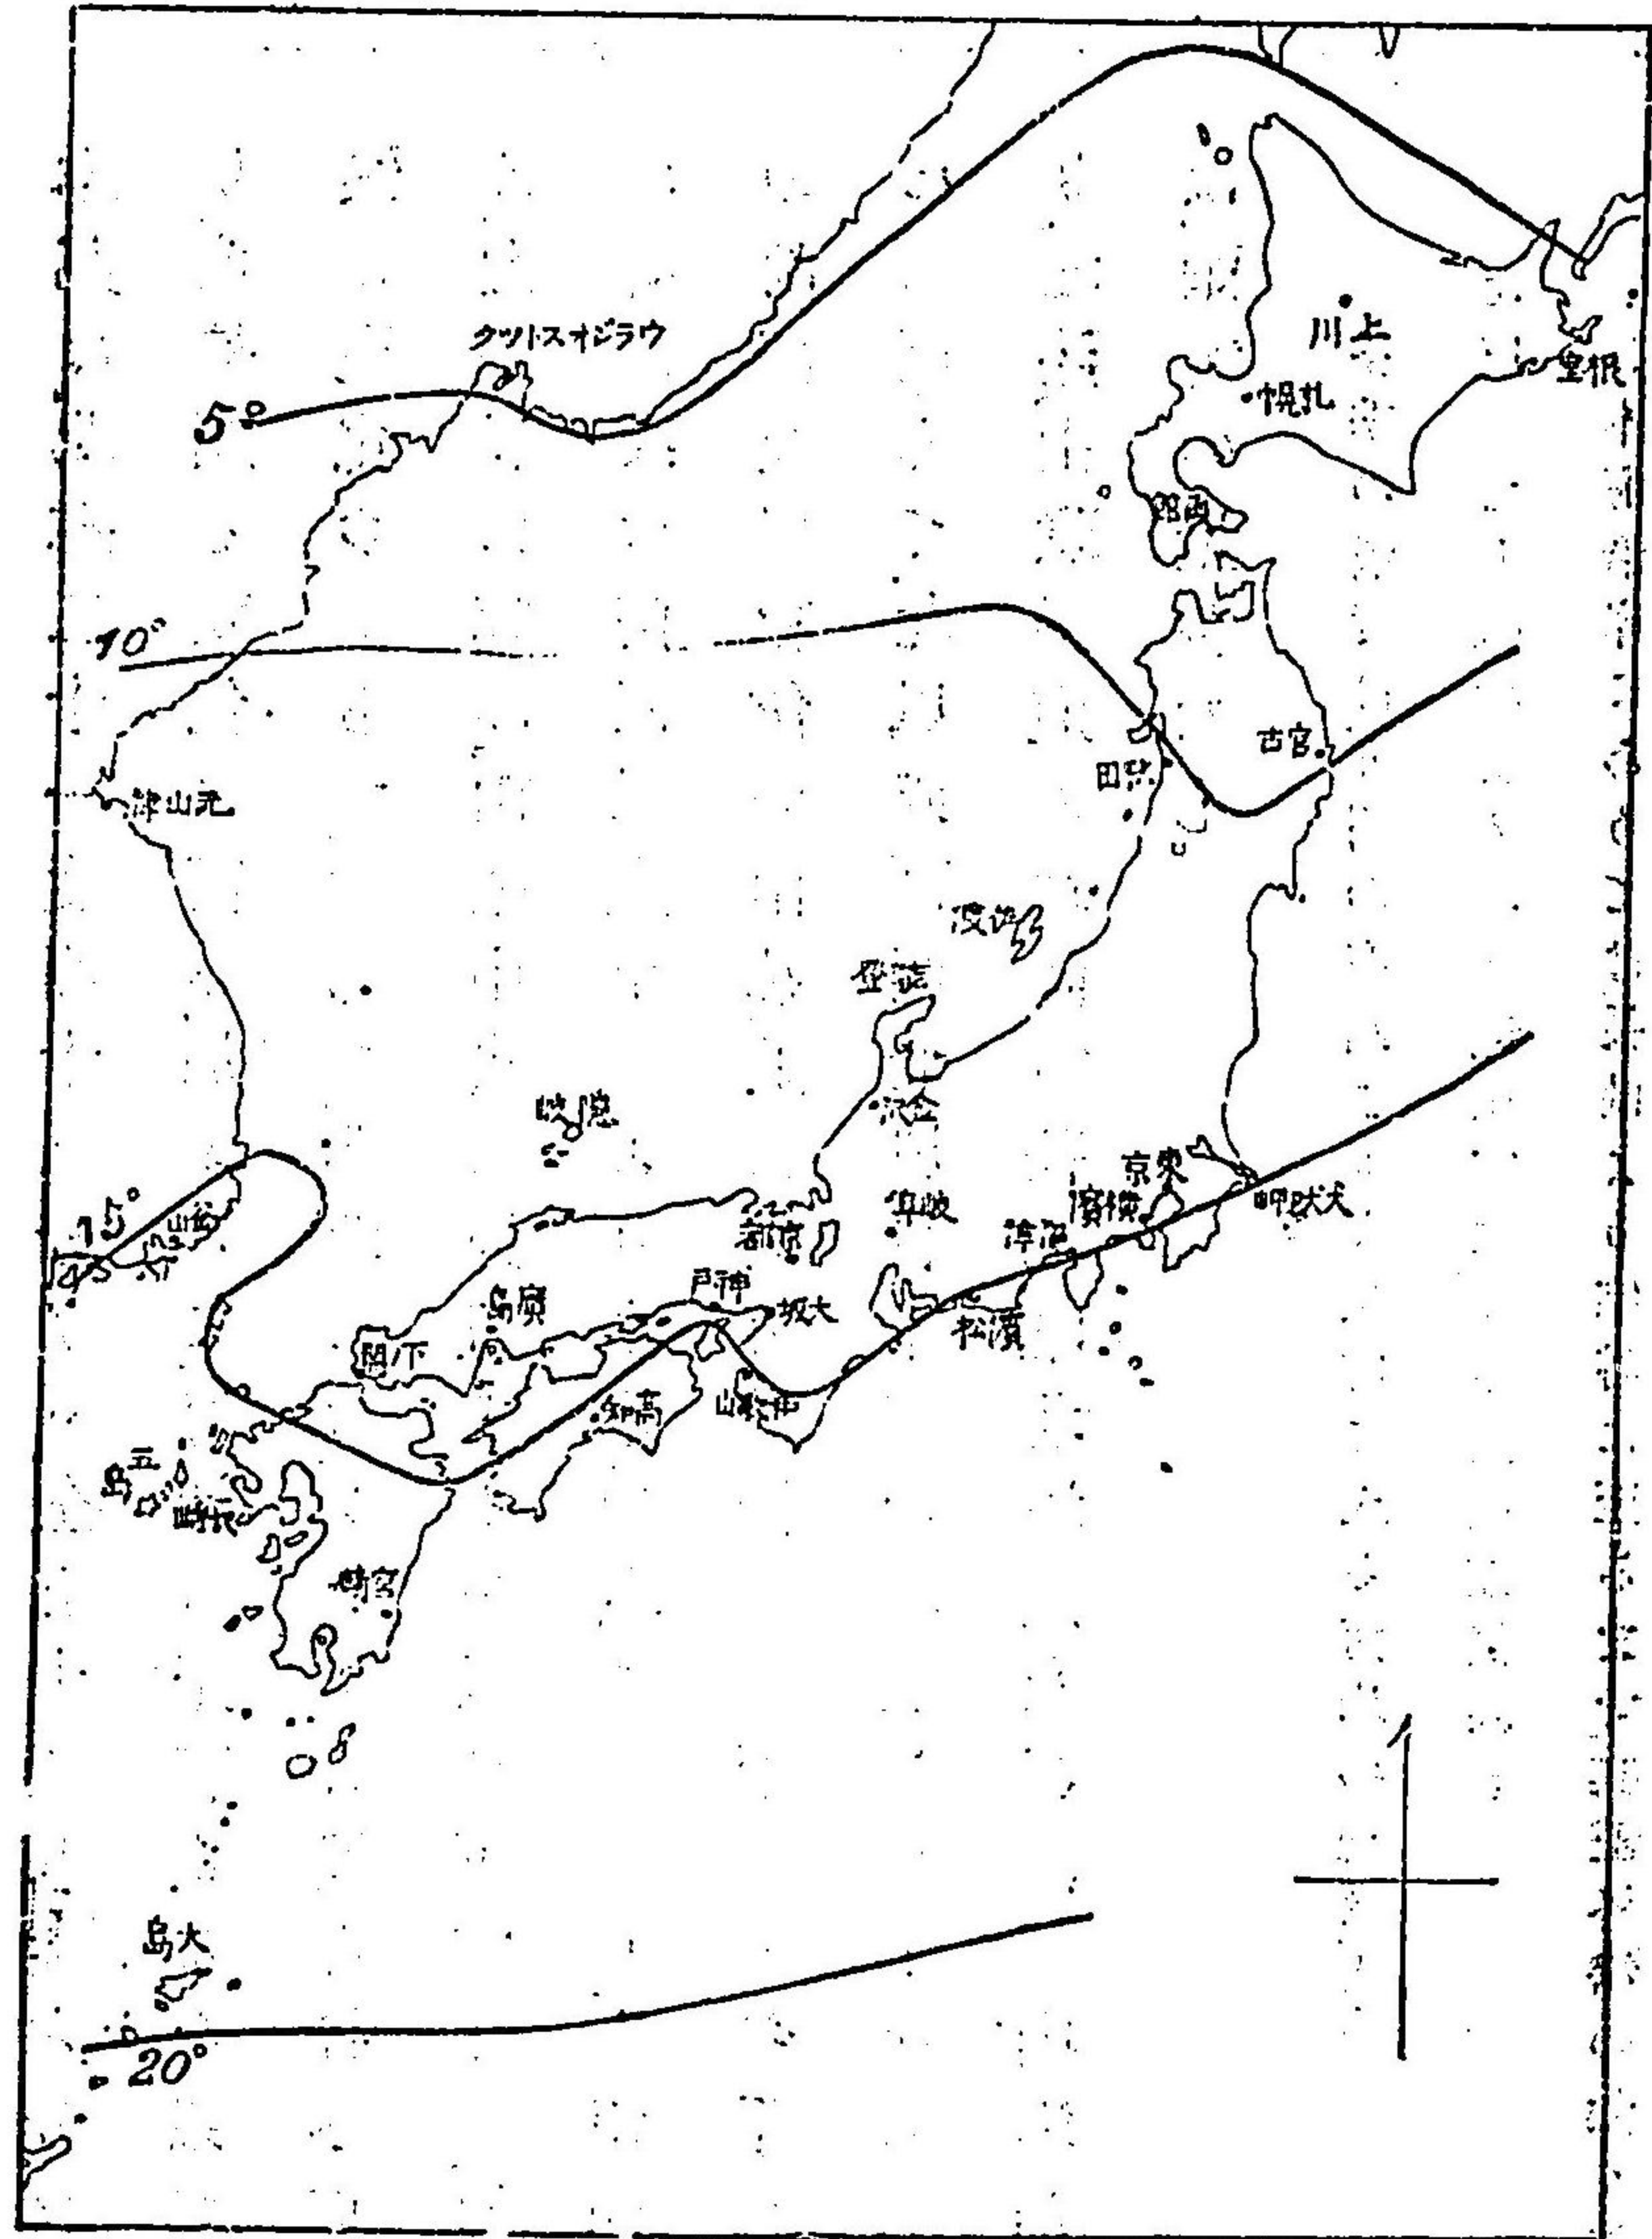 ウラジオストツク
5°
上川
根室
札幌
函館
10°
宮古
秋田
元山津
佐渡
能登
隠岐
金沢
東京
15°
釜山
岐阜
横濱
犬吠岬
京都
沼津
神戸
廣島
大坂
濱松
下ノ関
高知
和歌山
五島
長崎
宮崎
大島
20°